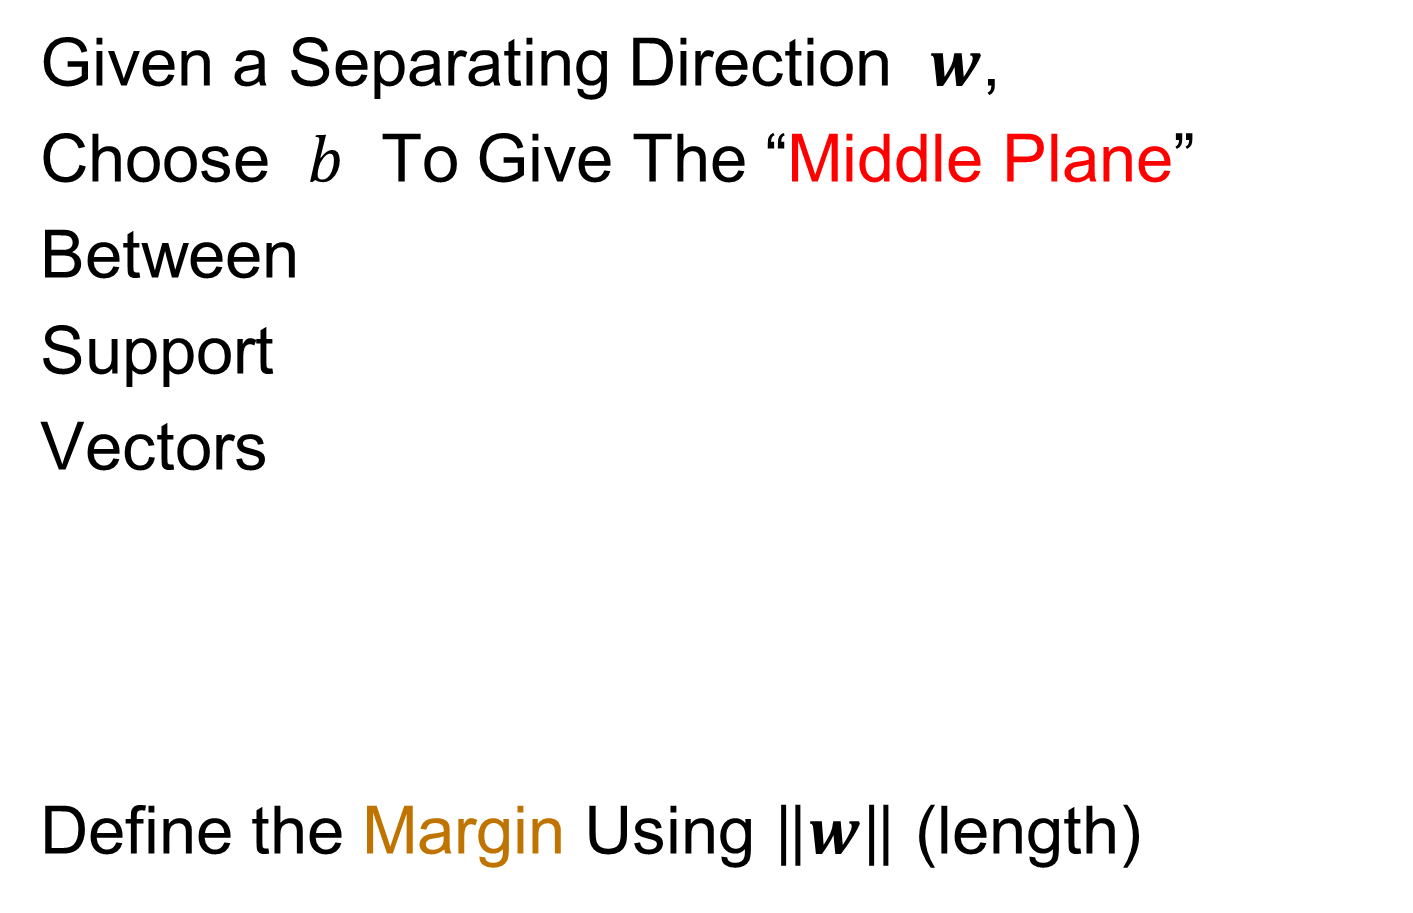 Given a Separating Direction w,
Choose b To Give The “Middle Plane”
Between
Support
Vectors
Define the Margin Using ‖w‖ (length)